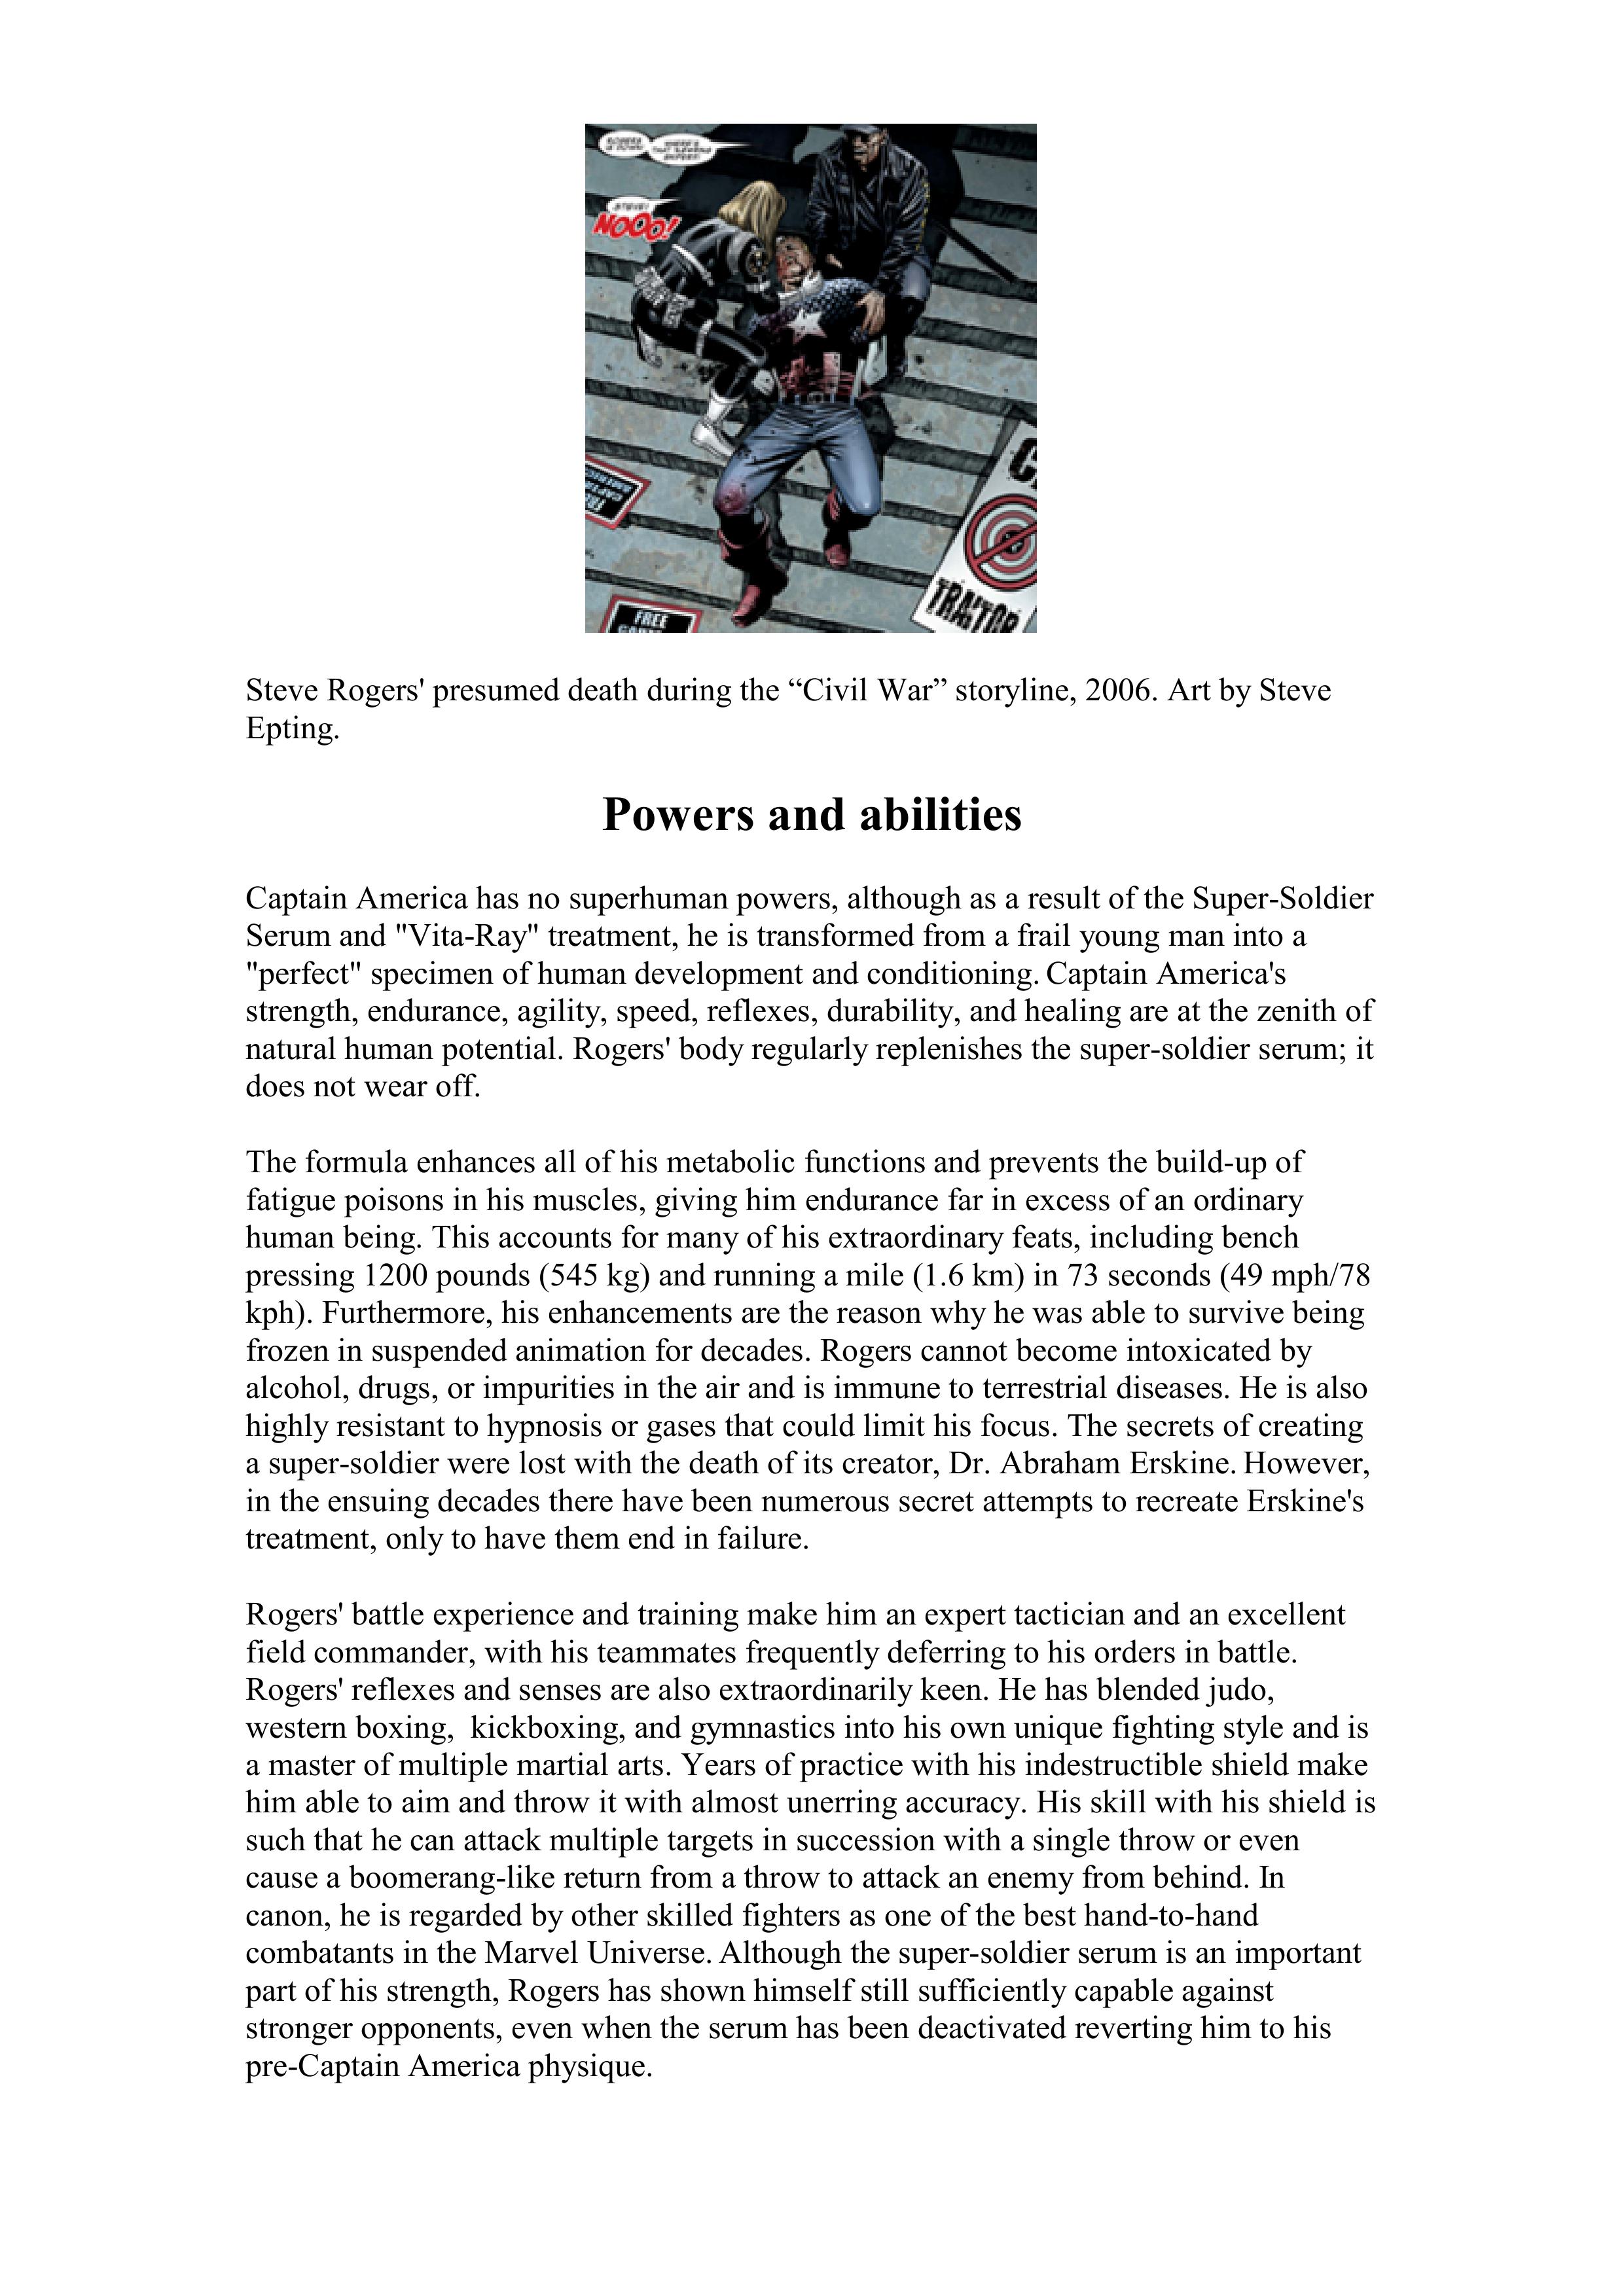 ROGERS
IS DOWN!
WHERE'S
THAT
SNIPER?!
STEVE!
NOOO!
C
TRAITOR
FREE
Steve Rogers' presumed death during the “Civil War” storyline, 2006. Art by Steve
Epting.
Powers and abilities
Captain America has no superhuman powers, although as a result of the Super-Soldier
Serum and "Vita-Ray" treatment, he is transformed from a frail young man into a
"perfect" specimen of human development and conditioning. Captain America's
strength, endurance, agility, speed, reflexes, durability, and healing are at the zenith of
natural human potential. Rogers' body regularly replenishes the super-soldier serum; it
does not wear off.
The formula enhances all of his metabolic functions and prevents the build-up of
fatigue poisons in his muscles, giving him endurance far in excess of an ordinary
human being. This accounts for many of his extraordinary feats, including bench
pressing 1200 pounds (545 kg) and running a mile (1.6 km) in 73 seconds (49 mph/78
kph). Furthermore, his enhancements are the reason why he was able to survive being
frozen in suspended animation for decades. Rogers cannot become intoxicated by
alcohol, drugs, or impurities in the air and is immune to terrestrial diseases. He is also
highly resistant to hypnosis or gases that could limit his focus. The secrets of creating
a super-soldier were lost with the death of its creator, Dr. Abraham Erskine. However,
in the ensuing decades there have been numerous secret attempts to recreate Erskine's
treatment, only to have them end in failure.
Rogers' battle experience and training make him an expert tactician and an excellent
field commander, with his teammates frequently deferring to his orders in battle.
Rogers' reflexes and senses are also extraordinarily keen. He has blended judo,
western boxing,  kickboxing, and gymnastics into his own unique fighting style and is
a master of multiple martial arts. Years of practice with his indestructible shield make
him able to aim and throw it with almost unerring accuracy. His skill with his shield is
such that he can attack multiple targets in succession with a single throw or even
cause a boomerang-like return from a throw to attack an enemy from behind. In
canon, he is regarded by other skilled fighters as one of the best hand-to-hand
combatants in the Marvel Universe. Although the super-soldier serum is an important
part of his strength, Rogers has shown himself still sufficiently capable against
stronger opponents, even when the serum has been deactivated reverting him to his
pre-Captain America physique.